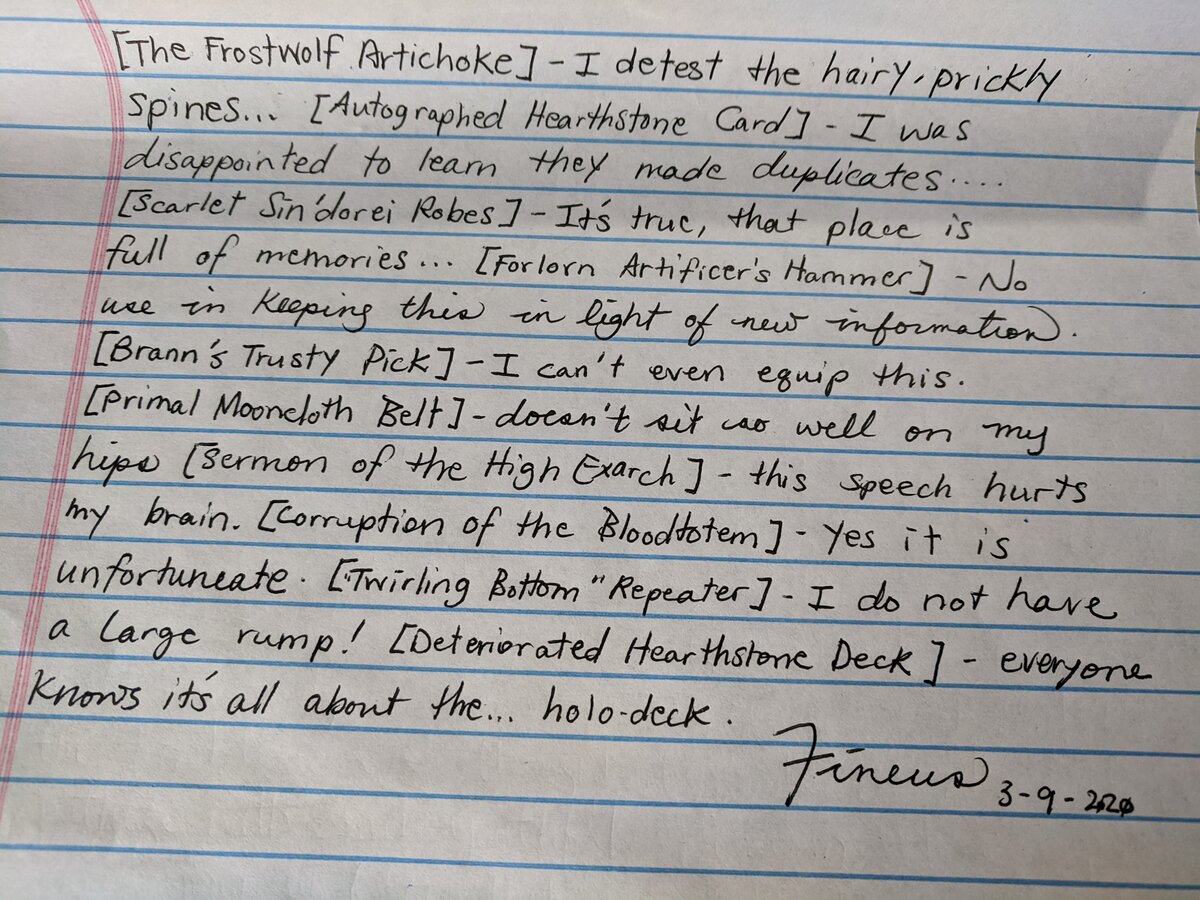 [The Frostwolf Artichoke] - I detest the hairy, prickly
spines... [Autographed Hearthstone Card] - I was
disappointed to learn they made duplicates....
[Scarlet Sin'dorei Robes] - It's true, that place is
full of memories... [Forlorn Artificer's Hammer] - No
use in keeping this in light of new information.
[Brann's Trusty Pick] - I can't even equip this.
[Primal Mooncloth Belt] - doesn't sit so well on my
hips [Sermon of the High Exarch] - this speech hurts
my brain. [Corruption of the Bloodtotem] - Yes it is
unfortuneate. ["Twirling Bottom" Repeater] - I do not have
a large rump! [Deteriorated Hearthstone Deck] - everyone
knows it's all about the... holo-deck.
Fineus 3-9-2020